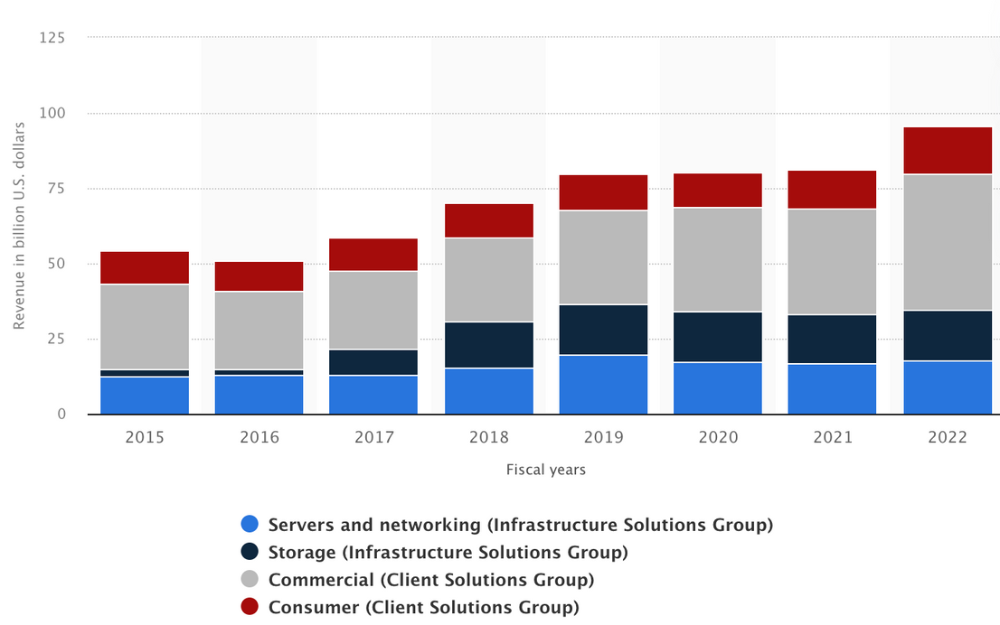 125
100
75
50
25
0
Revenue in billion U.S. dollars
2015 2016 2017 2018 2019 2020 2021 2022
Fiscal years
Servers and networking (Infrastructure Solutions Group)
Storage (Infrastructure Solutions Group)
Commercial (Client Solutions Group)
Consumer (Client Solutions Group)